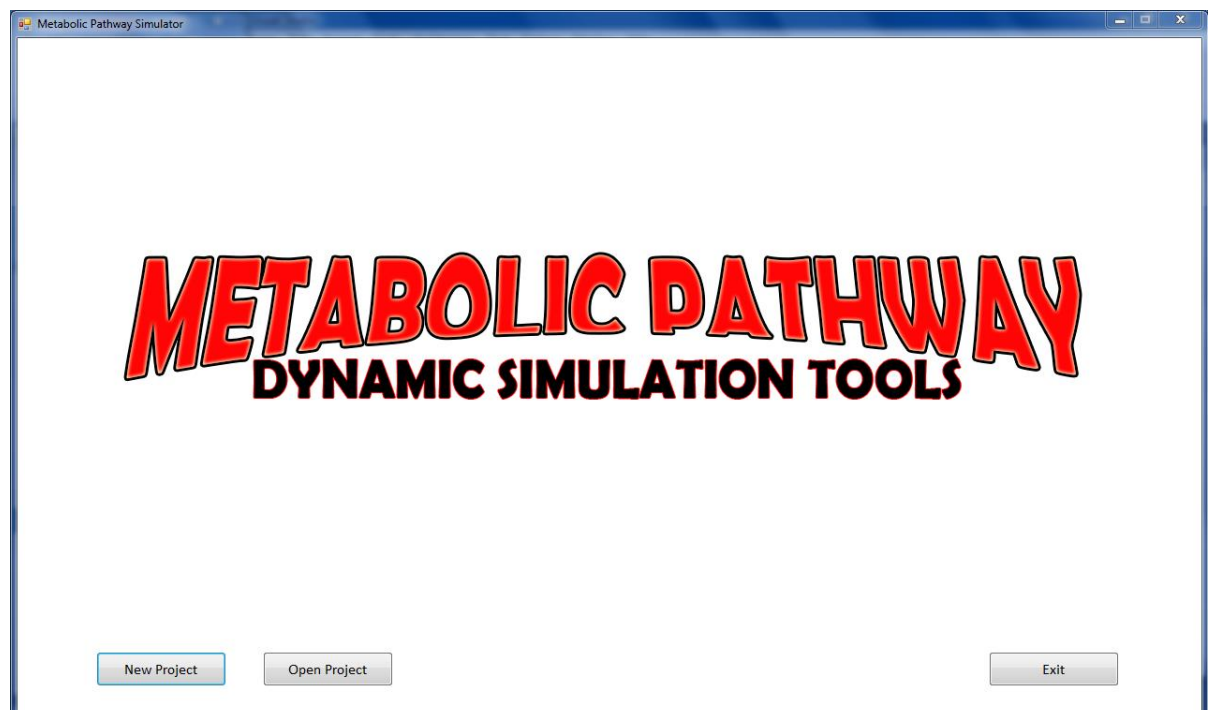 Metabolic Pathway Simulator
METABOLIC PATHWAY
DYNAMIC SIMULATION TOOLS
New Project
Open Project
Exit